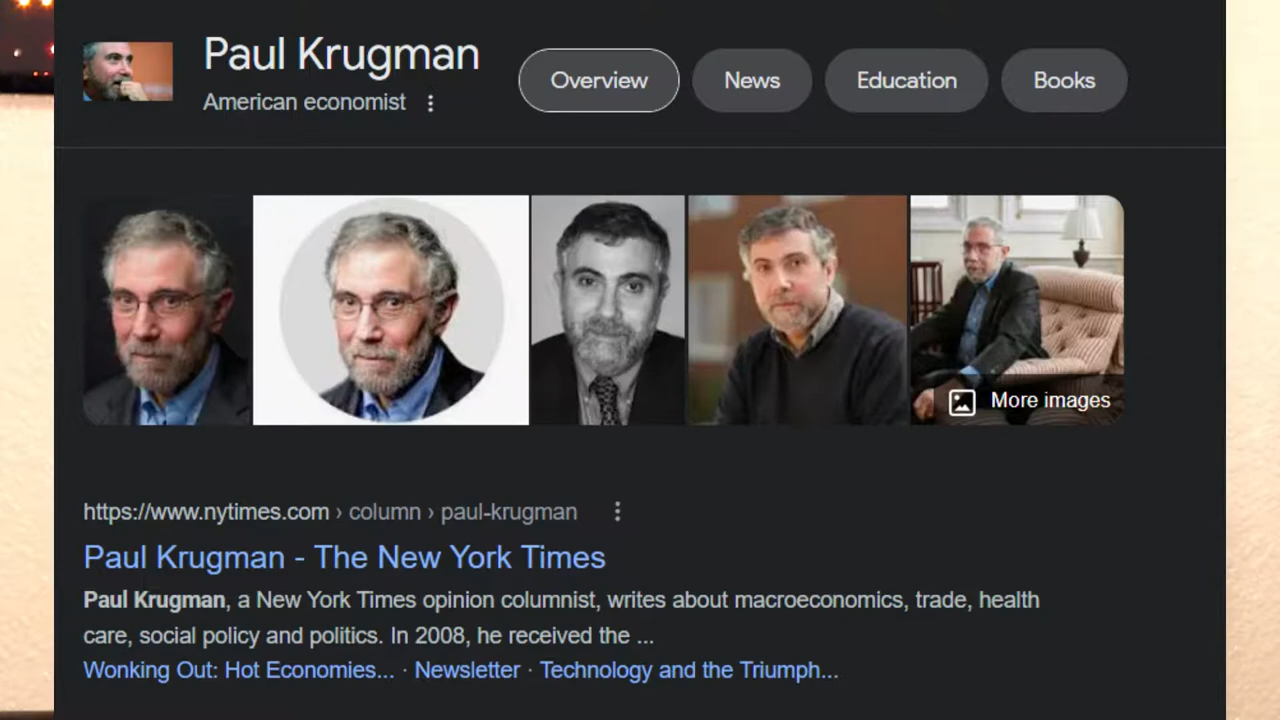 Paul Krugman
American economist
Overview
News
Education
Books
More images
https://www.nytimes.com › column › paul-krugman
Paul Krugman - The New York Times
Paul Krugman, a New York Times opinion columnist, writes about macroeconomics, trade, health
care, social policy and politics. In 2008, he received the ...
Wonking Out: Hot Economies... · Newsletter · Technology and the Triumph...